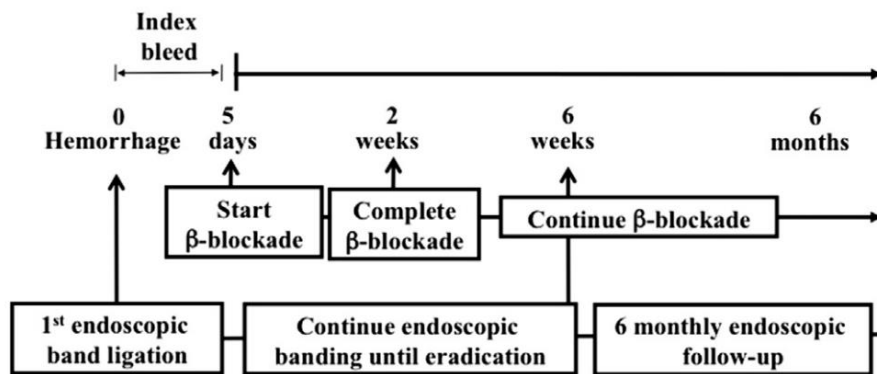 Index
bleed
0
Hemorrhage
5
days
2
weeks
6
weeks
6
months
Start
β-blockade
Complete
β-blockade
Continue β-blockade
1st endoscopic
band ligation
Continue endoscopic
banding until eradication
6 monthly endoscopic
follow-up